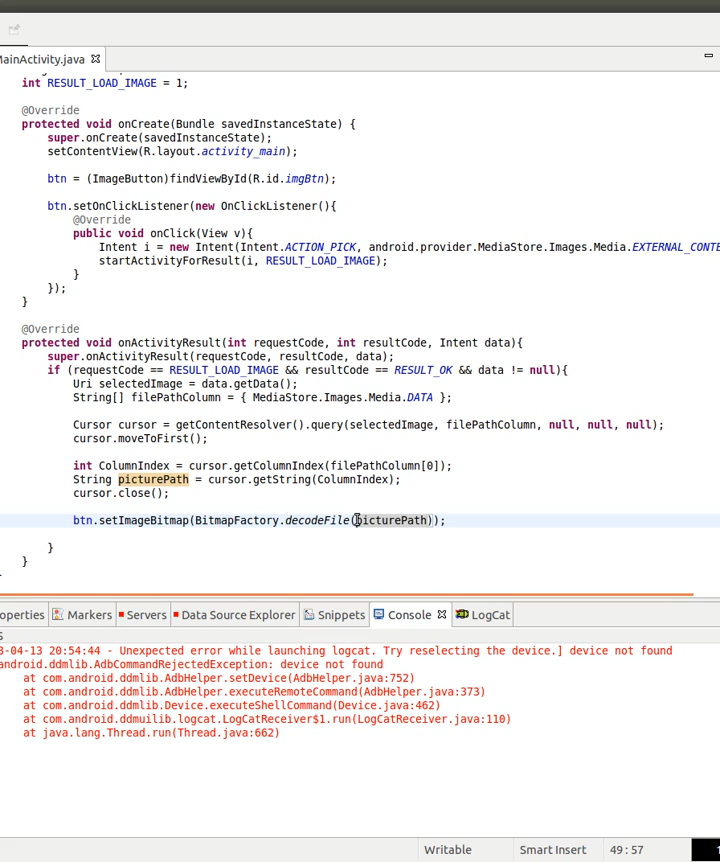 MainActivity.java
int RESULT_LOAD_IMAGE = 1;
@Override
protected void onCreate(Bundle savedInstanceState) {
super.onCreate(savedInstanceState);
setContentView(R.layout.activity_main);
btn = (ImageButton)findViewById(R.id.imgBtn);
btn.setOnClickListener(new OnClickListener(){
@Override
public void onClick(View v){
Intent i = new Intent(Intent.ACTION_PICK, android.provider.MediaStore.Images.Media.EXTERNAL_CONTE
startActivityForResult(i, RESULT_LOAD_IMAGE);
}
});
}
@Override
protected void onActivityResult(int requestCode, int resultCode, Intent data){
super.onActivityResult(requestCode, resultCode, data);
if (requestCode == RESULT_LOAD_IMAGE && resultCode == RESULT_OK && data != null){
Uri selectedImage = data.getData();
String[] filePathColumn = { MediaStore.Images.Media.DATA };
Cursor cursor = getContentResolver().query(selectedImage, filePathColumn, null, null, null);
cursor.moveToFirst();
int ColumnIndex = cursor.getColumnIndex(filePathColumn[0]);
String picturePath = cursor.getString(ColumnIndex);
cursor.close();
btn.setImageBitmap(BitmapFactory.decodeFile(picturePath));
}
}
operties Markers Servers Data Source Explorer Snippets Console LogCat
S
3-04-13 20:54:44 - Unexpected error while launching logcat. Try reselecting the device.] device not found
android.ddmlib.AdbCommandRejectedException: device not found
at com.android.ddmlib.AdbHelper.setDevice(AdbHelper.java:752)
at com.android.ddmlib.AdbHelper.executeRemoteCommand(AdbHelper.java:373)
at com.android.ddmlib.Device.executeShellCommand(Device.java:462)
at com.android.ddmuilib.logcat.LogCatReceiver$1.run(LogCatReceiver.java:110)
at java.lang.Thread.run(Thread.java:662)
Writable Smart Insert 49 : 57